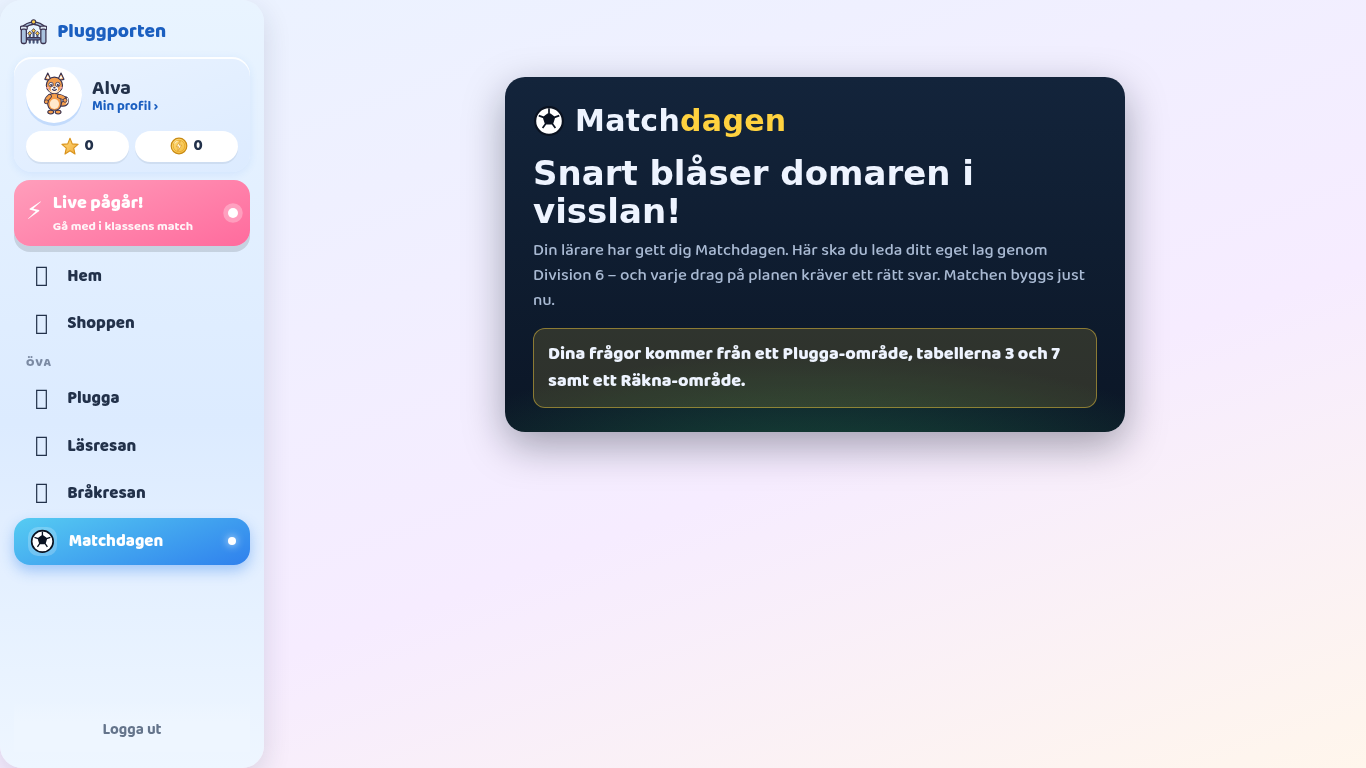 Pluggporten
Alva
Min profil ›
0
0
Live pågår!
Gå med i klassens match
Hem
Shoppen
ÖVA
Plugga
Läsresan
Bråkresan
Matchdagen
Logga ut
Matchdagen
Snart blåser domaren i
visslan!
Din lärare har gett dig Matchdagen. Här ska du leda ditt eget lag genom
Division 6 – och varje drag på planen kräver ett rätt svar. Matchen byggs just
nu.
Dina frågor kommer från ett Plugga-område, tabellerna 3 och 7
samt ett Räkna-område.